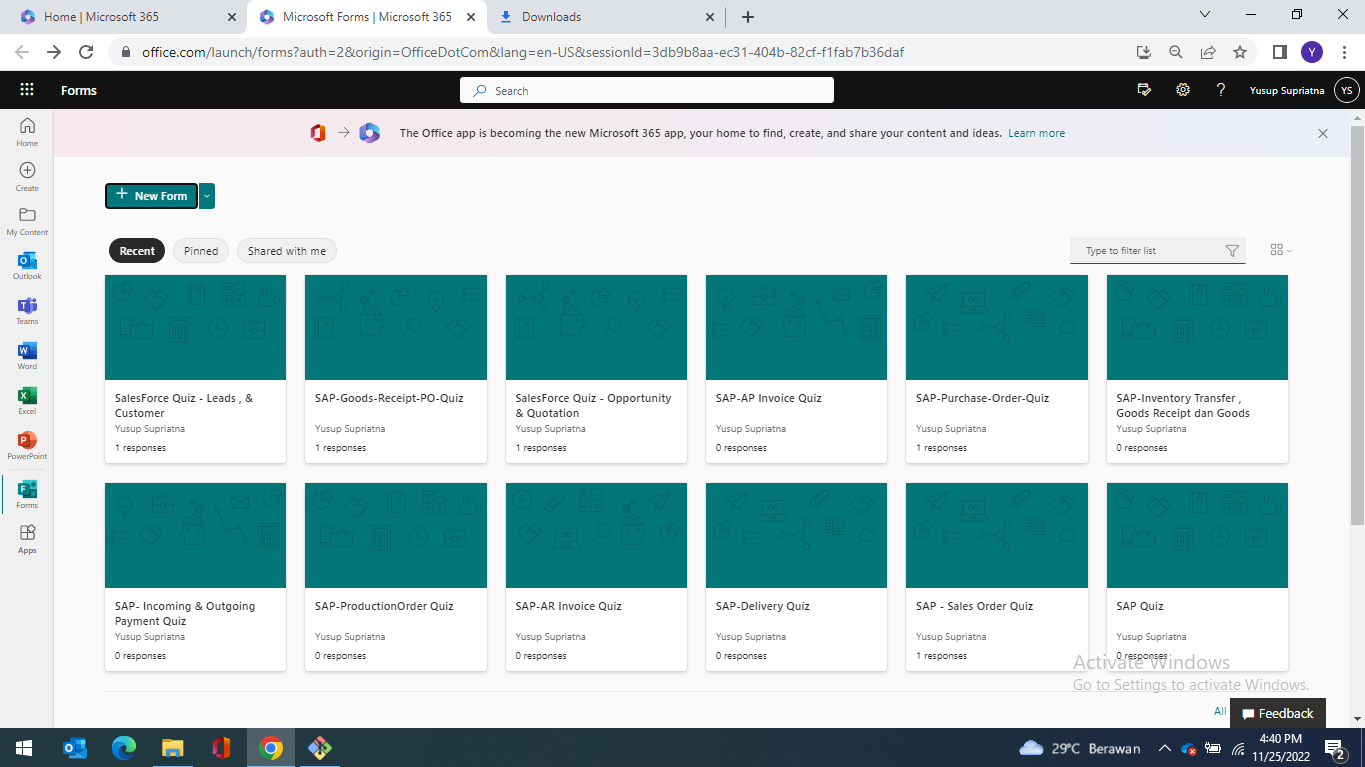 Home | Microsoft 365
Microsoft Forms | Microsoft 365
Downloads
office.com/launch/forms?auth=2&origin=OfficeDotCom&lang=en-US&sessionId=3db9b8aa-ec31-404b-82cf-f1fab7b36daf
Y
Forms
Search
Yusup Supriatna
YS
Home
Create
My Content
Outlook
Teams
Word
Excel
PowerPoint
Forms
Apps
The Office app is becoming the new Microsoft 365 app, your home to find, create, and share your content and ideas. Learn more
New Form
Recent
Pinned
Shared with me
Type to filter list
SalesForce Quiz - Leads , &
Customer
Yusup Supriatna
1 responses
SAP-Goods-Receipt-PO-Quiz
Yusup Supriatna
1 responses
SalesForce Quiz - Opportunity
& Quotation
Yusup Supriatna
1 responses
SAP-AP Invoice Quiz
Yusup Supriatna
0 responses
SAP-Purchase-Order-Quiz
Yusup Supriatna
1 responses
SAP-Inventory Transfer ,
Goods Receipt dan Goods
Yusup Supriatna
0 responses
SAP- Incoming & Outgoing
Payment Quiz
Yusup Supriatna
0 responses
SAP-ProductionOrder Quiz
Yusup Supriatna
0 responses
SAP-AR Invoice Quiz
Yusup Supriatna
0 responses
SAP-Delivery Quiz
Yusup Supriatna
0 responses
SAP - Sales Order Quiz
Yusup Supriatna
1 responses
SAP Quiz
Yusup Supriatna
0 responses
Activate Windows
Go to Settings to activate Windows.
All
Feedback
29°C Berawan
4:40 PM
11/25/2022
2